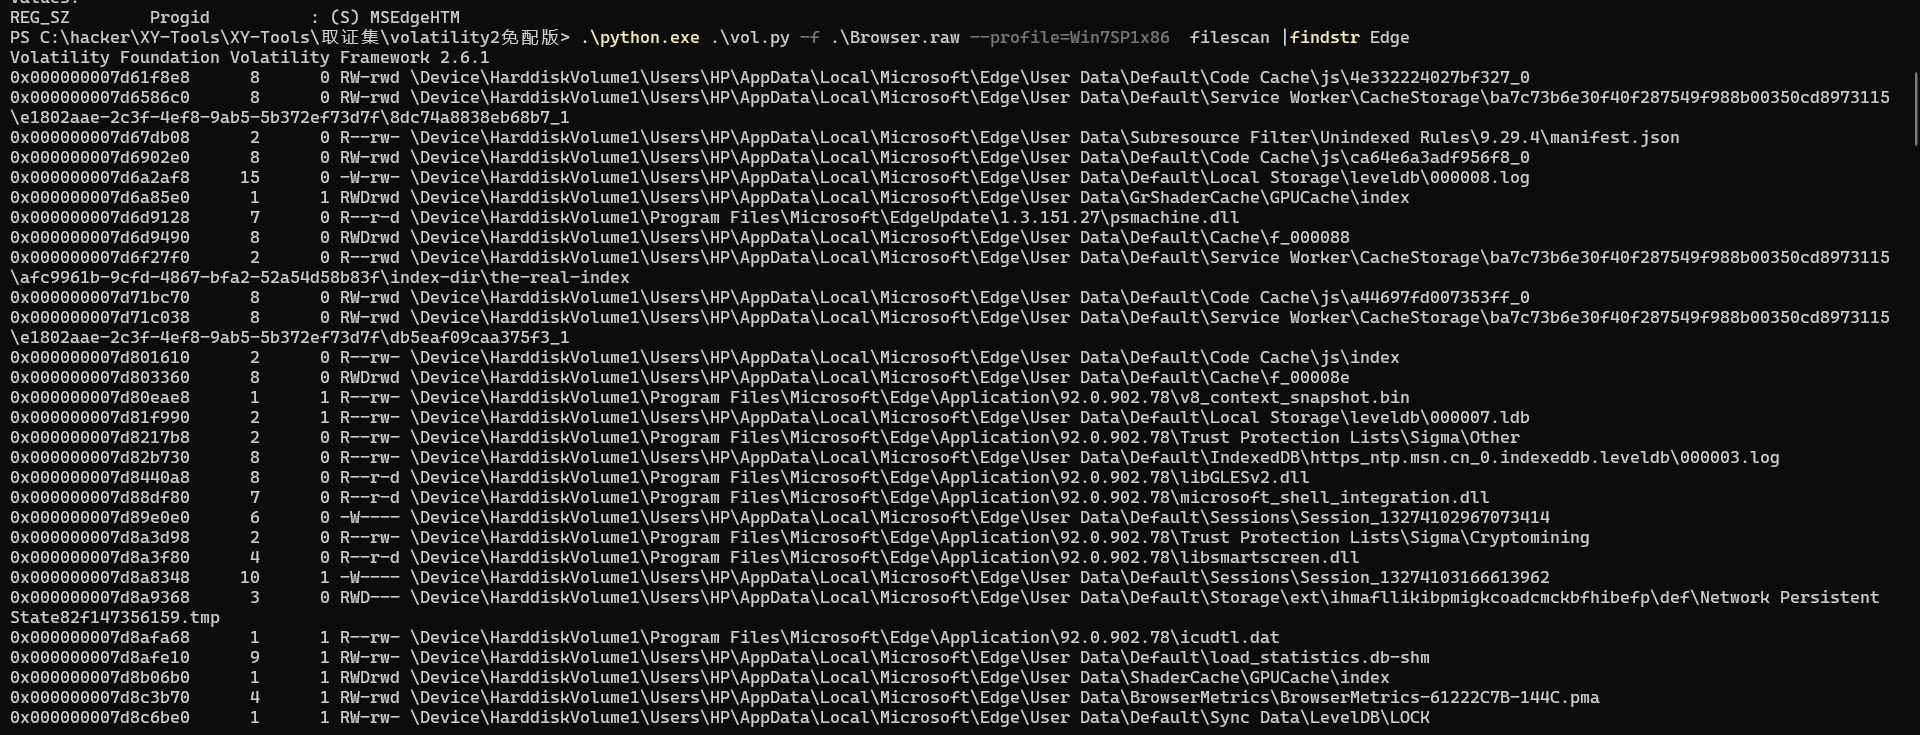 Values:
REG_SZ        Progid          : (S) MSEdgeHTM
PS C:\hacker\XY-Tools\XY-Tools\取证集\volatility2免配版> .\python.exe .\vol.py -f .\Browser.raw --profile=Win7SP1x86  filescan |findstr Edge
Volatility Foundation Volatility Framework 2.6.1
0x000000007d61f8e8      8      0 RW-rwd \Device\HarddiskVolume1\Users\HP\AppData\Local\Microsoft\Edge\User Data\Default\Code Cache\js\4e332224027bf327_0
0x000000007d6586c0      8      0 RW-rwd \Device\HarddiskVolume1\Users\HP\AppData\Local\Microsoft\Edge\User Data\Default\Service Worker\CacheStorage\ba7c73b6e30f40f287549f988b00350cd8973115
\e1802aae-2c3f-4ef8-9ab5-5b372ef73d7f\8dc74a8838eb68b7_1
0x000000007d67db08      2      0 R--rw- \Device\HarddiskVolume1\Users\HP\AppData\Local\Microsoft\Edge\User Data\Subresource Filter\Unindexed Rules\9.29.4\manifest.json
0x000000007d6902e0      8      0 RW-rwd \Device\HarddiskVolume1\Users\HP\AppData\Local\Microsoft\Edge\User Data\Default\Code Cache\js\ca64e6a3adf956f8_0
0x000000007d6a2af8     15      0 -W-rw- \Device\HarddiskVolume1\Users\HP\AppData\Local\Microsoft\Edge\User Data\Default\Local Storage\leveldb\000008.log
0x000000007d6a85e0      1      1 RWDrwd \Device\HarddiskVolume1\Users\HP\AppData\Local\Microsoft\Edge\User Data\GrShaderCache\GPUCache\index
0x000000007d6d9128      7      0 R--r-d \Device\HarddiskVolume1\Program Files\Microsoft\EdgeUpdate\1.3.151.27\psmachine.dll
0x000000007d6d9490      8      0 RWDrwd \Device\HarddiskVolume1\Users\HP\AppData\Local\Microsoft\Edge\User Data\Default\Cache\f_000088
0x000000007d6f27f0      2      0 R--rwd \Device\HarddiskVolume1\Users\HP\AppData\Local\Microsoft\Edge\User Data\Default\Service Worker\CacheStorage\ba7c73b6e30f40f287549f988b00350cd8973115
\afc9961b-9cfd-4867-bfa2-52a54d58b83f\index-dir\the-real-index
0x000000007d71bc70      8      0 RW-rwd \Device\HarddiskVolume1\Users\HP\AppData\Local\Microsoft\Edge\User Data\Default\Code Cache\js\a44697fd007353ff_0
0x000000007d71c038      8      0 RW-rwd \Device\HarddiskVolume1\Users\HP\AppData\Local\Microsoft\Edge\User Data\Default\Service Worker\CacheStorage\ba7c73b6e30f40f287549f988b00350cd8973115
\e1802aae-2c3f-4ef8-9ab5-5b372ef73d7f\db5eaf09caa375f3_1
0x000000007d801610      2      0 R--rw- \Device\HarddiskVolume1\Users\HP\AppData\Local\Microsoft\Edge\User Data\Default\Code Cache\js\index
0x000000007d803360      8      0 RWDrwd \Device\HarddiskVolume1\Users\HP\AppData\Local\Microsoft\Edge\User Data\Default\Cache\f_00008e
0x000000007d80eae8      1      1 R--rw- \Device\HarddiskVolume1\Program Files\Microsoft\Edge\Application\92.0.902.78\v8_context_snapshot.bin
0x000000007d81f990      2      1 R--rw- \Device\HarddiskVolume1\Users\HP\AppData\Local\Microsoft\Edge\User Data\Default\Local Storage\leveldb\000007.ldb
0x000000007d8217b8      2      0 R--rw- \Device\HarddiskVolume1\Program Files\Microsoft\Edge\Application\92.0.902.78\Trust Protection Lists\Sigma\Other
0x000000007d82b730      8      0 R--rw- \Device\HarddiskVolume1\Users\HP\AppData\Local\Microsoft\Edge\User Data\Default\IndexedDB\https_ntp.msn.cn_0.indexeddb.leveldb\000003.log
0x000000007d8440a8      8      0 R--r-d \Device\HarddiskVolume1\Program Files\Microsoft\Edge\Application\92.0.902.78\libGLESv2.dll
0x000000007d88df80      7      0 R--r-d \Device\HarddiskVolume1\Program Files\Microsoft\Edge\Application\92.0.902.78\microsoft_shell_integration.dll
0x000000007d89e0e0      6      0 -W---- \Device\HarddiskVolume1\Users\HP\AppData\Local\Microsoft\Edge\User Data\Default\Sessions\Session_13274102967073414
0x000000007d8a3d98      2      0 R--rw- \Device\HarddiskVolume1\Program Files\Microsoft\Edge\Application\92.0.902.78\Trust Protection Lists\Sigma\Cryptomining
0x000000007d8a3f80      4      0 R--r-d \Device\HarddiskVolume1\Program Files\Microsoft\Edge\Application\92.0.902.78\libsmartscreen.dll
0x000000007d8a8348     10      1 -W---- \Device\HarddiskVolume1\Users\HP\AppData\Local\Microsoft\Edge\User Data\Default\Sessions\Session_13274103166613962
0x000000007d8a9368      3      0 RWD--- \Device\HarddiskVolume1\Users\HP\AppData\Local\Microsoft\Edge\User Data\Default\Storage\ext\ihmafllikibpmigkcoadcmckbfhibefp\def\Network Persistent
State82f147356159.tmp
0x000000007d8afa68      1      1 R--rw- \Device\HarddiskVolume1\Program Files\Microsoft\Edge\Application\92.0.902.78\icudtl.dat
0x000000007d8afe10      9      1 RW-rw- \Device\HarddiskVolume1\Users\HP\AppData\Local\Microsoft\Edge\User Data\Default\load_statistics.db-shm
0x000000007d8b06b0      1      1 RWDrwd \Device\HarddiskVolume1\Users\HP\AppData\Local\Microsoft\Edge\User Data\ShaderCache\GPUCache\index
0x000000007d8c3b70      4      1 RW-rwd \Device\HarddiskVolume1\Users\HP\AppData\Local\Microsoft\Edge\User Data\BrowserMetrics\BrowserMetrics-61222C7B-144C.pma
0x000000007d8c6be0      1      1 RW-rw- \Device\HarddiskVolume1\Users\HP\AppData\Local\Microsoft\Edge\User Data\Default\Sync Data\LevelDB\LOCK